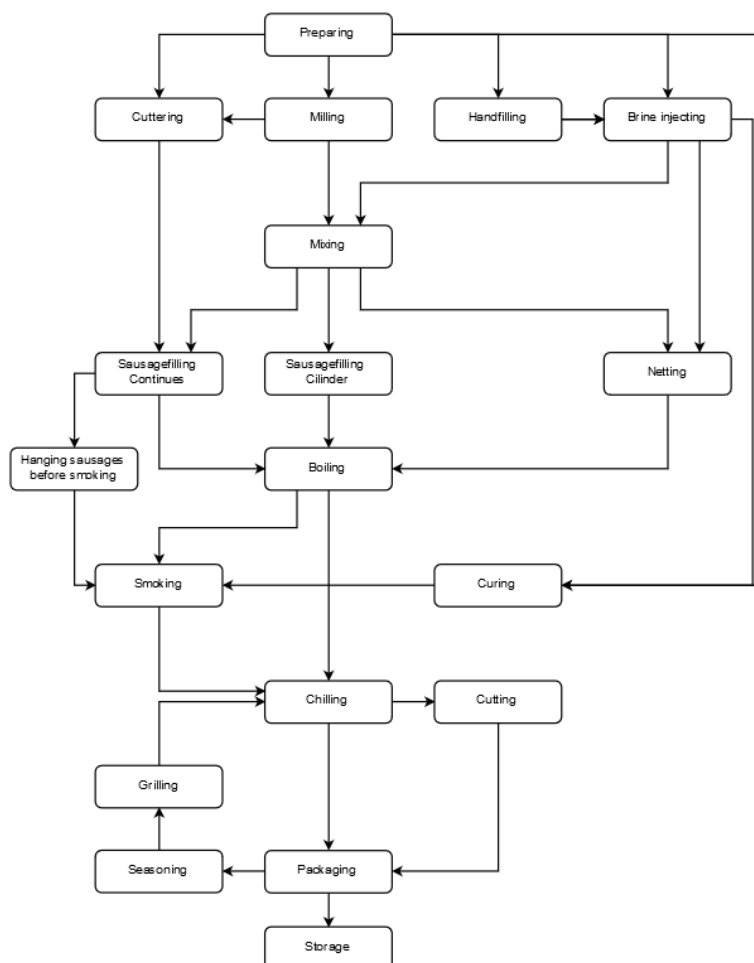 Preparing
Cuttering
Milling
Handfilling
Brine injecting
Mixing
Sausagefilling
Continues
Sausagefilling
Cilinder
Netting
Hanging sausages
before smoking
Boiling
Smoking
Curing
Chilling
Cutting
Grilling
Seasoning
Packaging
Storage